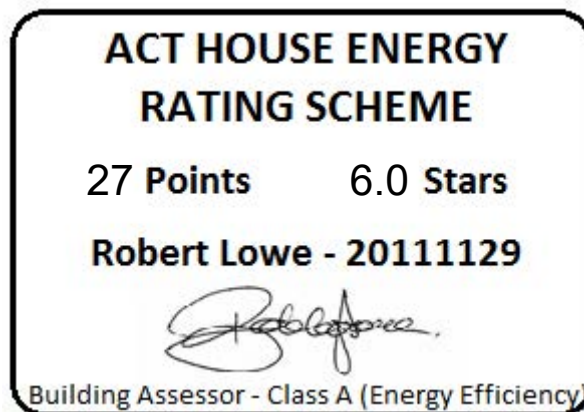 ACT HOUSE ENERGY
RATING SCHEME
27 Points 6.0 Stars
Robert Lowe - 20111129
Building Assessor - Class A (Energy Efficiency)